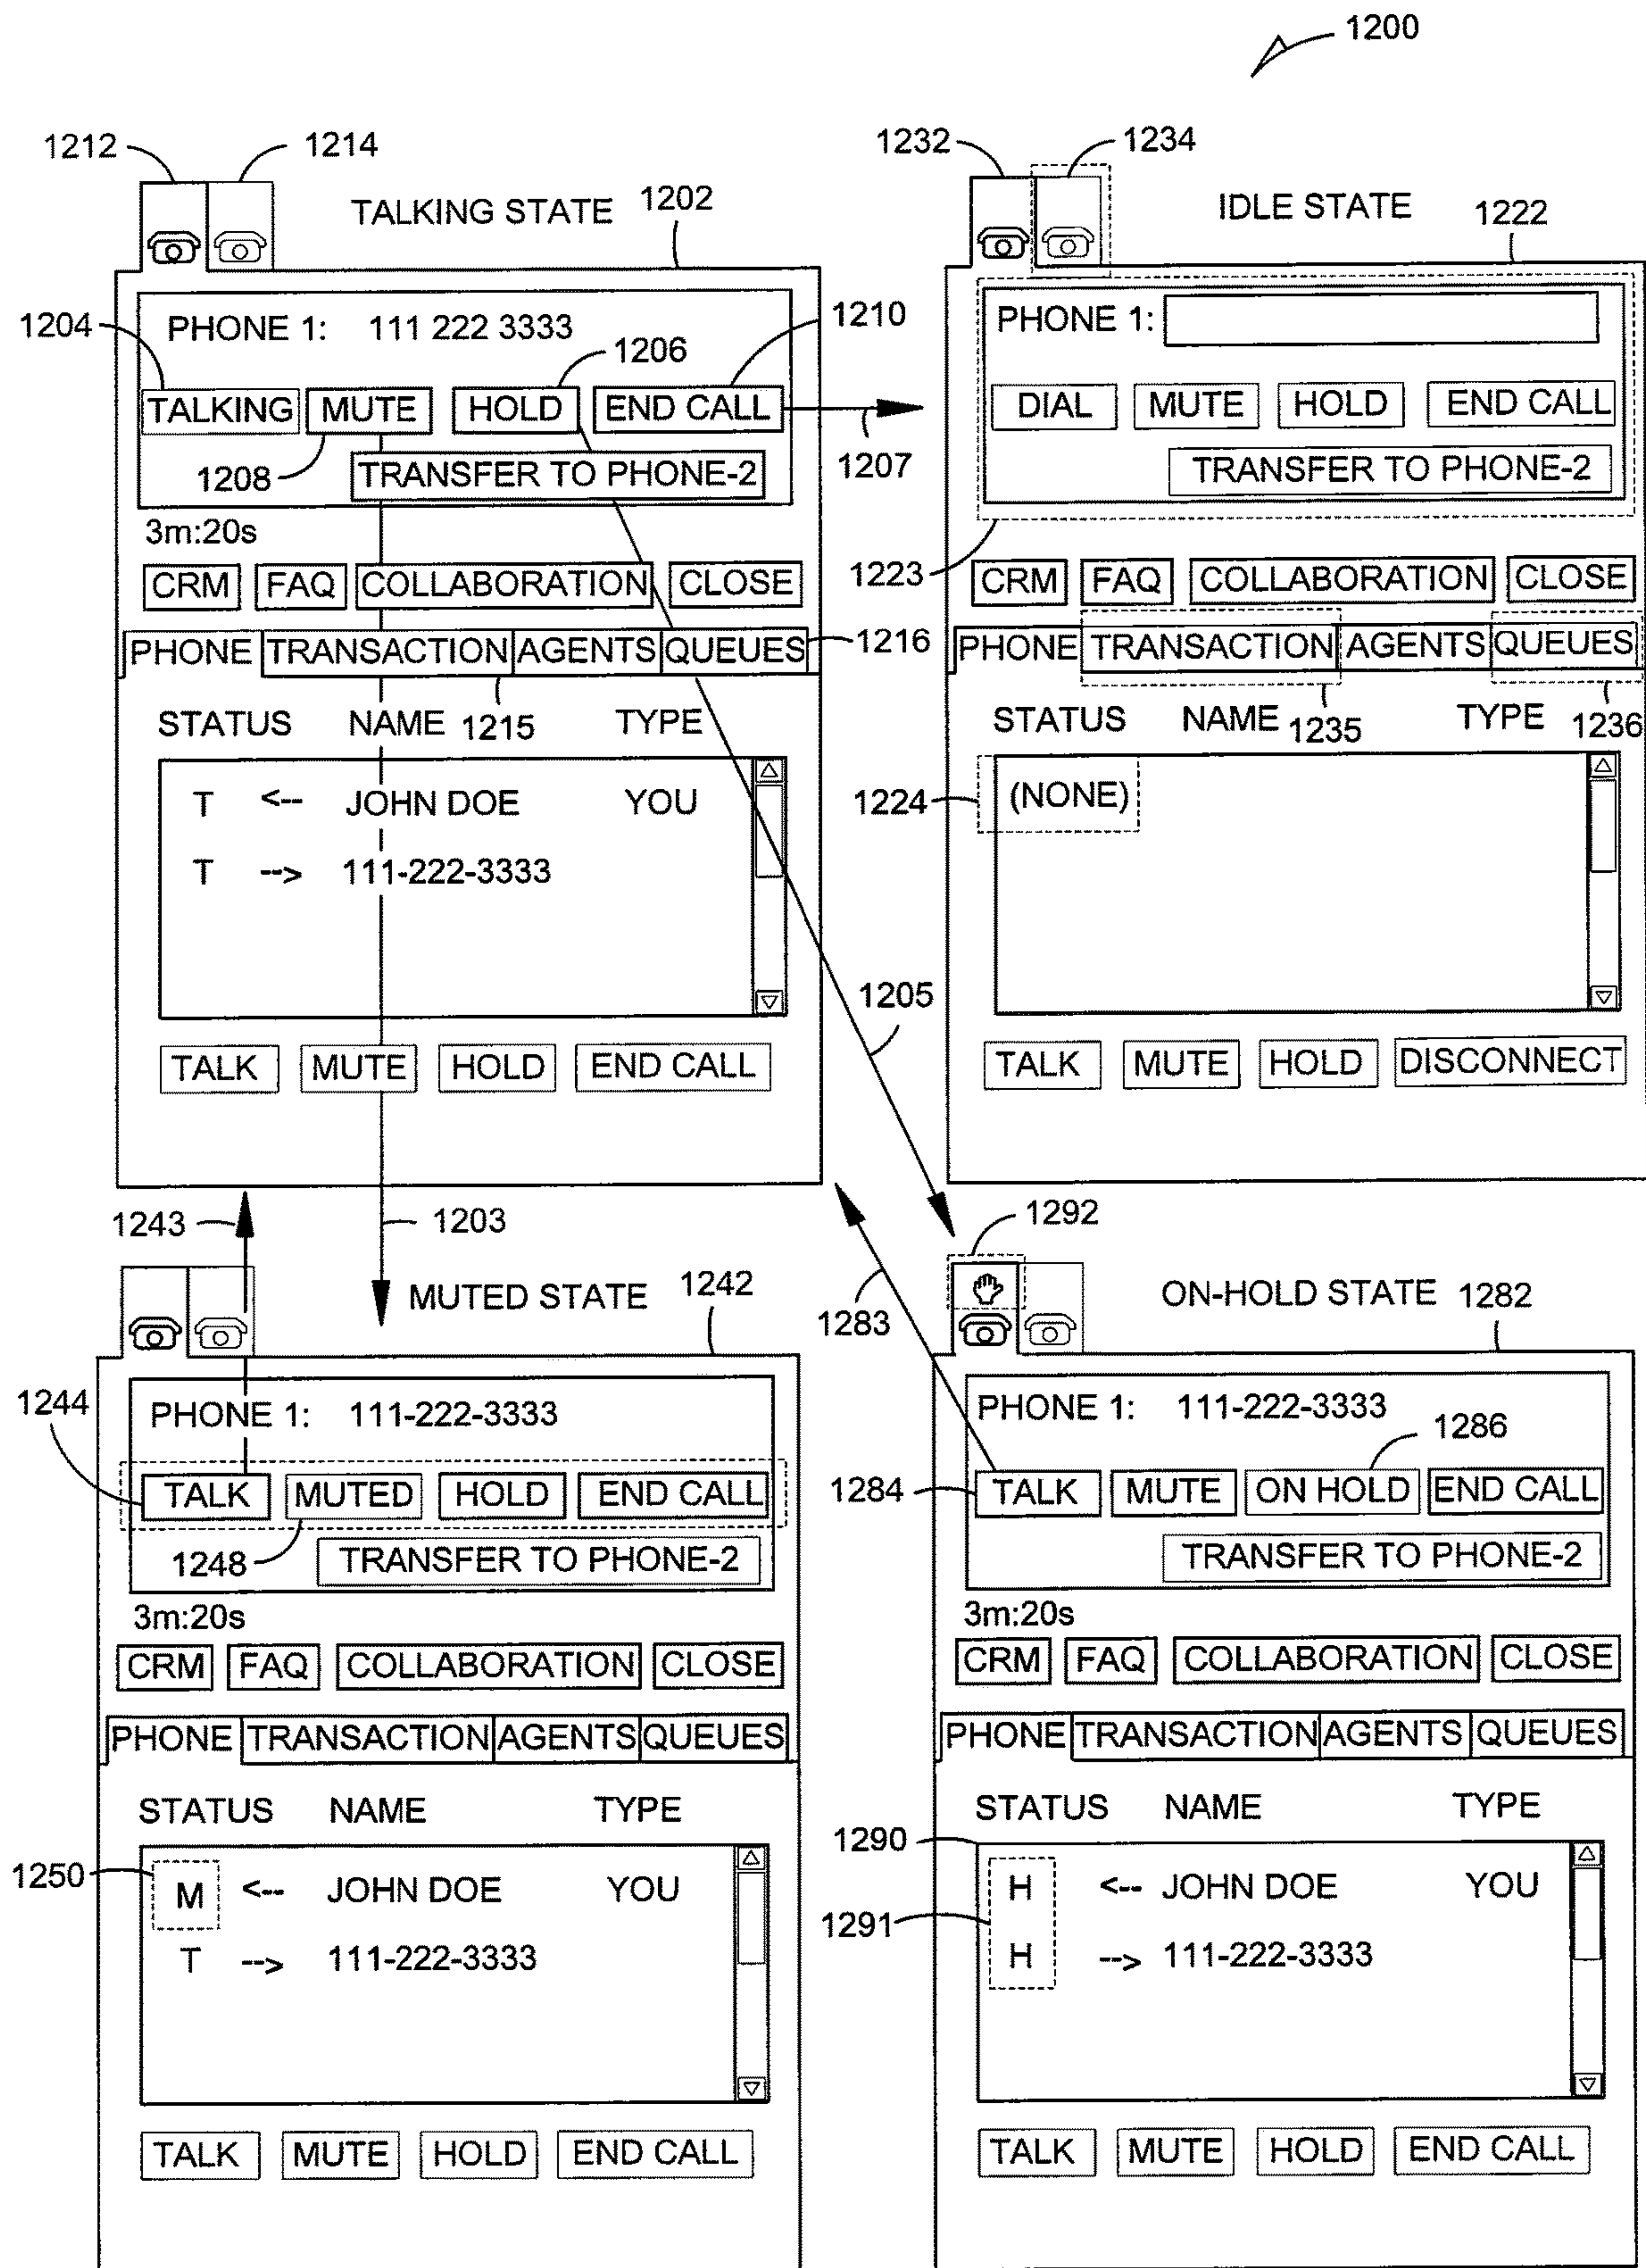 1200
1212
1214
TALKING STATE
1202
1204
PHONE 1: 111 222 3333
1206
1210
TALKING MUTE HOLD END CALL
1207
1208
TRANSFER TO PHONE-2
3m:20s
CRM FAQ COLLABORATION CLOSE
PHONE TRANSACTION AGENTS QUEUES
1216
STATUS NAME 1215 TYPE
T <-- JOHN DOE YOU
T --> 111-222-3333
1205
TALK MUTE HOLD END CALL
1232
1234
IDLE STATE
1222
PHONE 1:
DIAL MUTE HOLD END CALL
TRANSFER TO PHONE-2
1223
CRM FAQ COLLABORATION CLOSE
PHONE TRANSACTION AGENTS QUEUES
STATUS NAME 1235 TYPE 1236
1224
(NONE)
TALK MUTE HOLD DISCONNECT
1243
1203
MUTED STATE
1242
1244
PHONE 1: 111-222-3333
TALK MUTED HOLD END CALL
1248
TRANSFER TO PHONE-2
3m:20s
CRM FAQ COLLABORATION CLOSE
PHONE TRANSACTION AGENTS QUEUES
STATUS NAME TYPE
1250
M <-- JOHN DOE YOU
T --> 111-222-3333
TALK MUTE HOLD END CALL
1292
1283
ON-HOLD STATE
1282
PHONE 1: 111-222-3333
1286
1284
TALK MUTE ON HOLD END CALL
TRANSFER TO PHONE-2
3m:20s
CRM FAQ COLLABORATION CLOSE
PHONE TRANSACTION AGENTS QUEUES
STATUS NAME TYPE
1290
H <-- JOHN DOE YOU
1291
H --> 111-222-3333
TALK MUTE HOLD END CALL